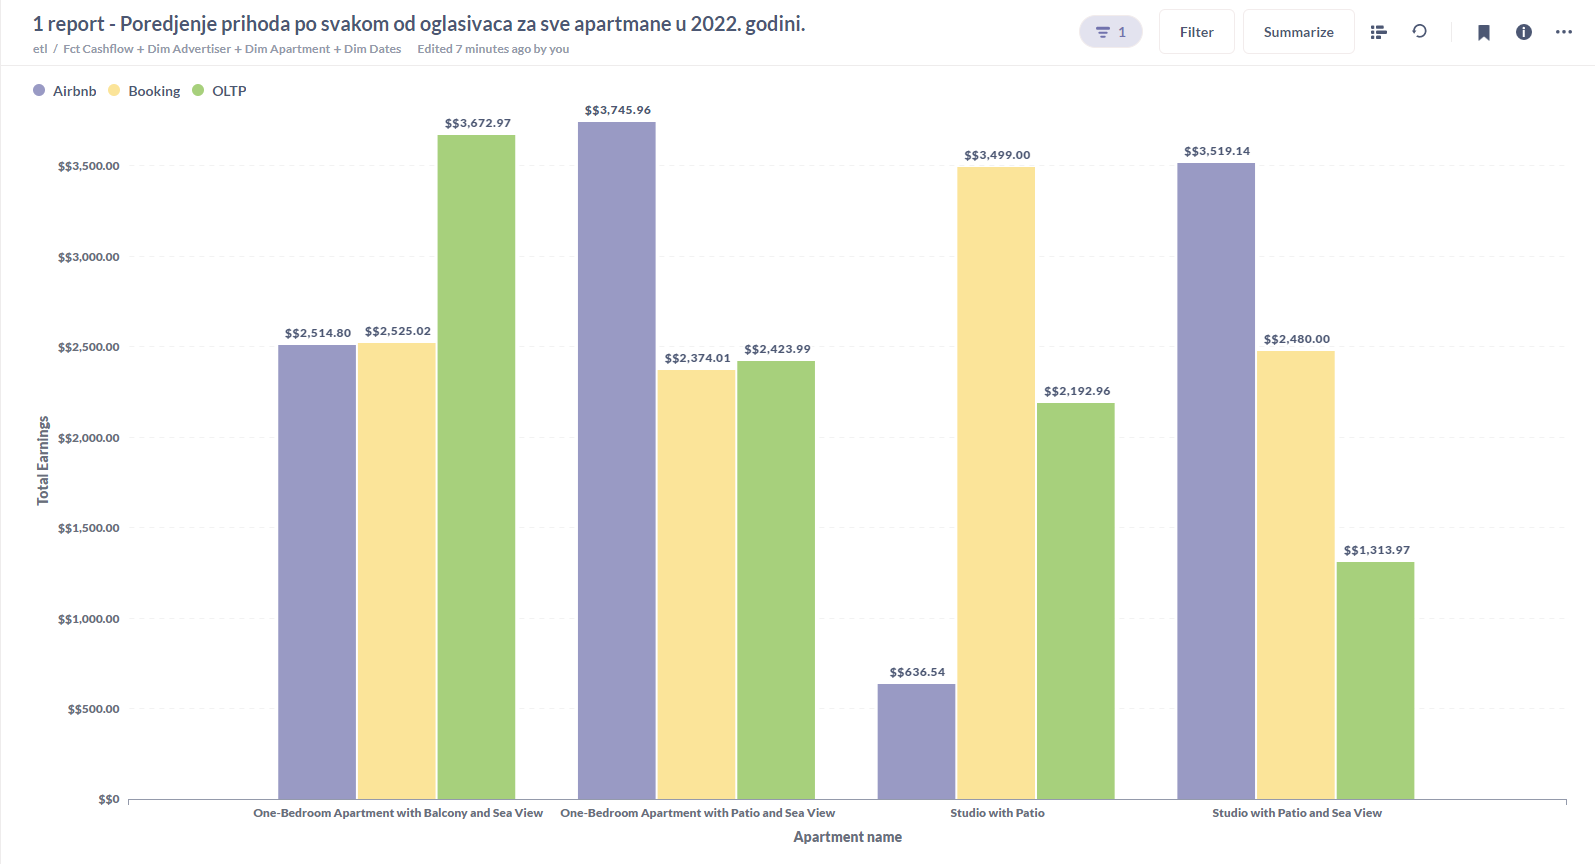 1 report - Poredjenje prihoda po svakom od oglasivaca za sve apartmane u 2022. godini.
etl / Fct Cashflow + Dim Advertiser + Dim Apartment + Dim Dates Edited 7 minutes ago by you
1
Filter
Summarize
Airbnb Booking OLTP
Total Earnings
$$3,500.00
$$3,000.00
$$2,500.00
$$2,000.00
$$1,500.00
$$1,000.00
$$500.00
$$0
$$2,514.80
$$2,525.02
$$3,672.97
$$3,745.96
$$2,374.01
$$2,423.99
$$636.54
$$3,499.00
$$2,192.96
$$3,519.14
$$2,480.00
$$1,313.97
One-Bedroom Apartment with Balcony and Sea View
One-Bedroom Apartment with Patio and Sea View
Studio with Patio
Studio with Patio and Sea View
Apartment name